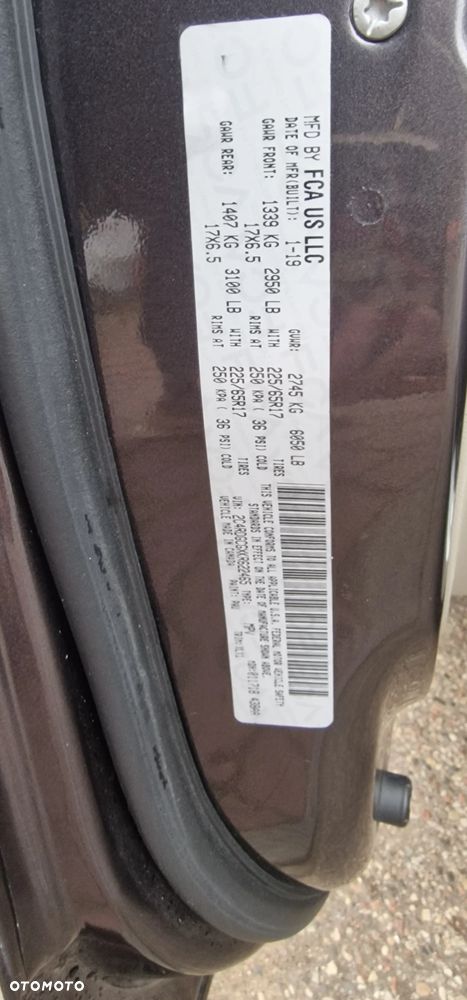 MFD BY FCA US LLC
DATE OF MFR(BUILT): 1-19 GVWR: 2745 KG 6050 LB
GAWR FRONT: 1339 KG 2950 LB WITH 225/65R17 TIRES
17X6.5 RIMS AT 250 KPA ( 36 PSI) COLD
GAWR REAR: 1407 KG 3100 LB WITH 225/65R17 TIRES
17X6.5 RIMS AT 250 KPA ( 36 PSI) COLD
THIS VEHICLE CONFORMS TO ALL APPLICABLE U.S.A. FEDERAL MOTOR VEHICLE SAFETY
STANDARDS IN EFFECT ON THE DATE OF MANUFACTURE SHOWN ABOVE.
VIN: TYPE: MPV
VEHICLE MADE IN CANADA PAINT:
OTOMOTO